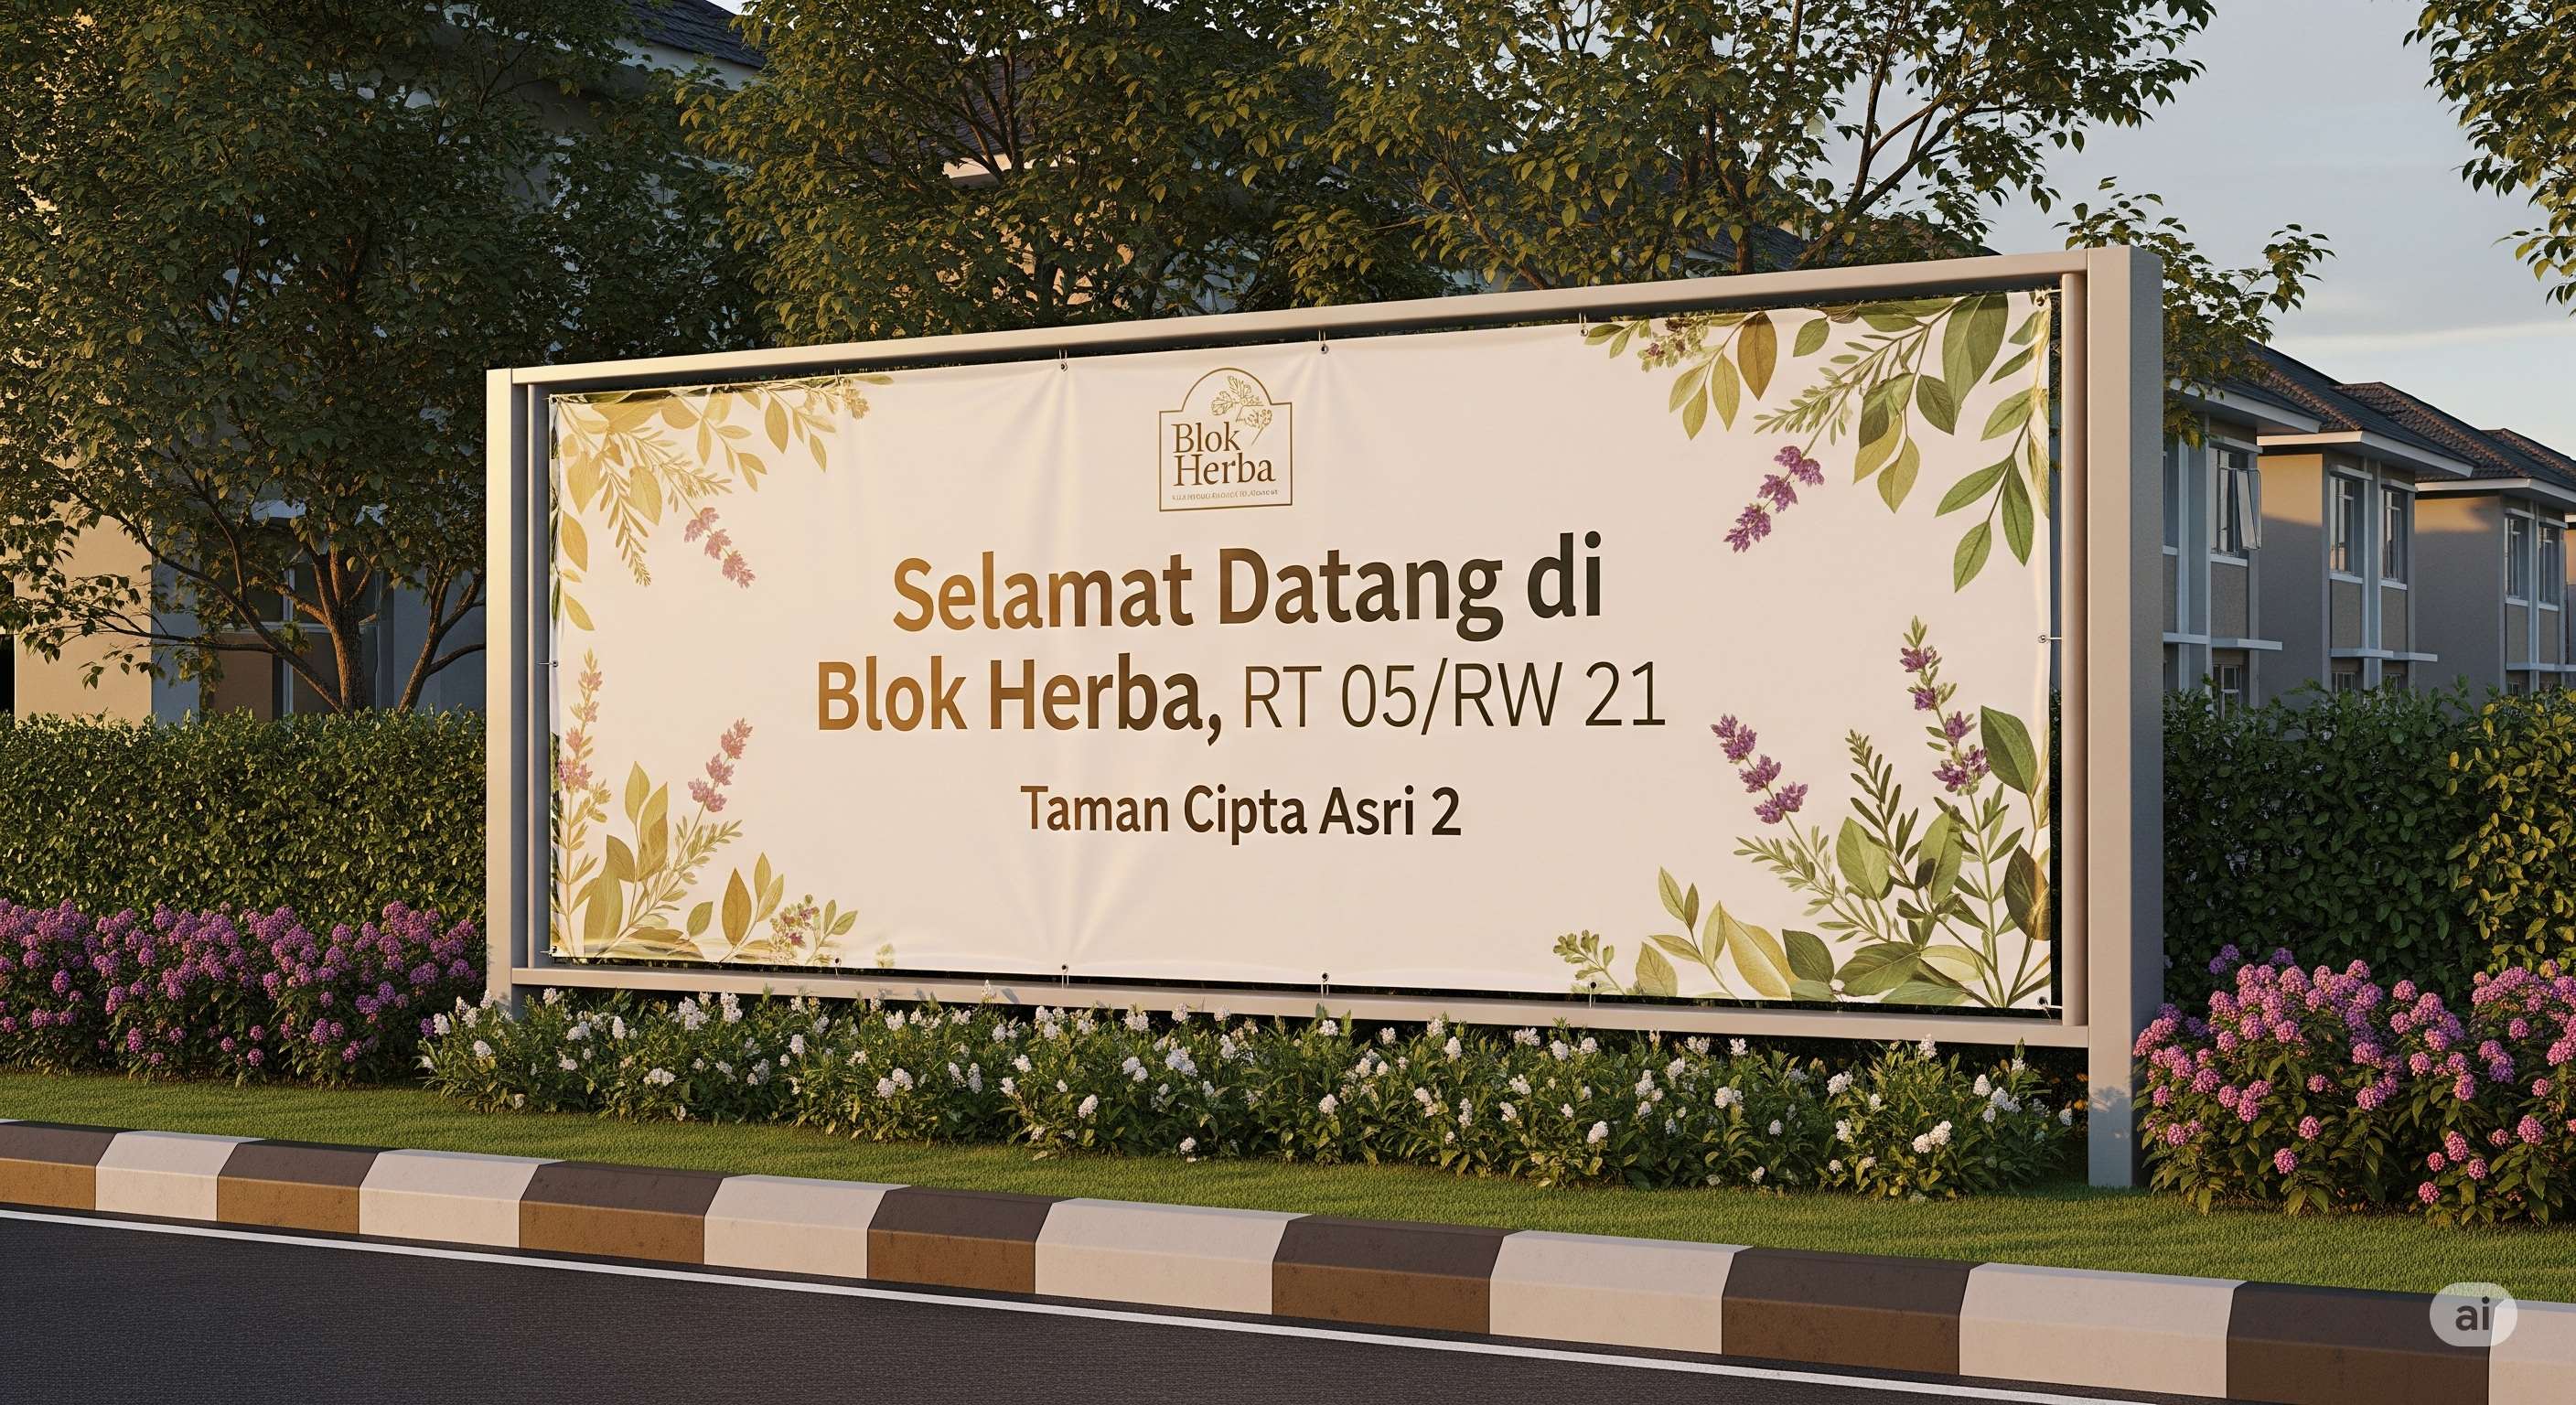 Blok
Herba
Selamat Datang di
Blok Herba, RT 05/RW 21
Taman Cipta Asri 2
ai